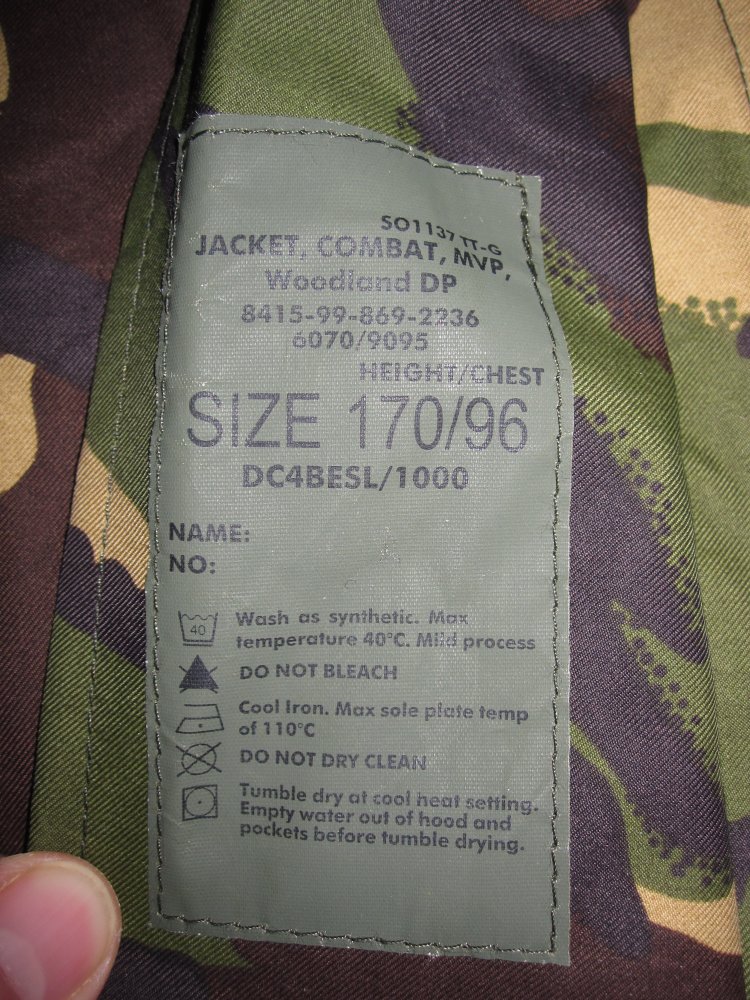 SO1137 TT-G
JACKET, COMBAT, MVP,
Woodland DP
8415-99-869-2236
6070/9095
HEIGHT/CHEST
SIZE 170/96
DC4BESL/1000
NAME:
NO:
40
Wash as synthetic. Max
temperature 40°C. Mild process
DO NOT BLEACH
Cool Iron. Max sole plate temp
of 110°C
DO NOT DRY CLEAN
Tumble dry at cool heat setting.
Empty water out of hood and
pockets before tumble drying.